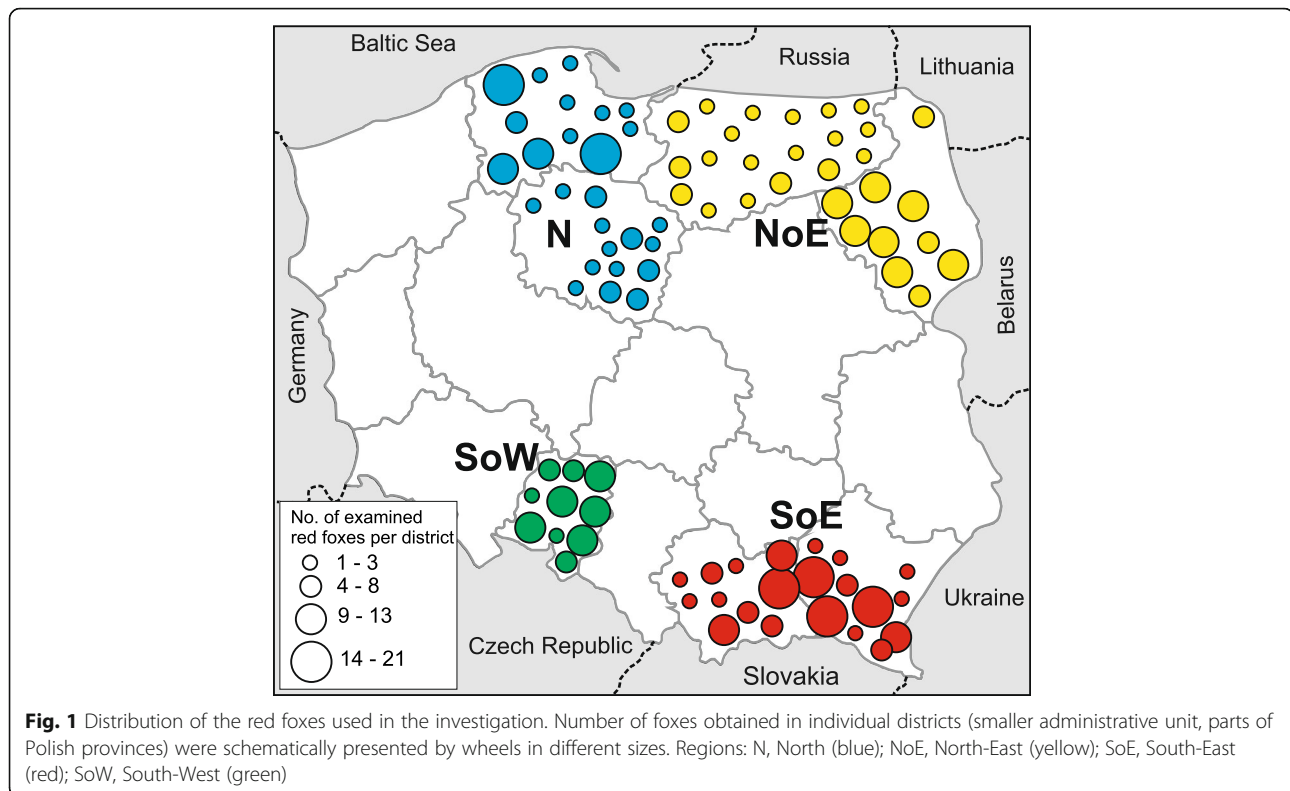 Baltic Sea
Russia
Lithuania
N
NoE
Belarus
Germany
SoW
SoE
No. of examined
red foxes per district
1 - 3
4 - 8
9 - 13
14 - 21
Ukraine
Czech Republic
Slovakia
Fig. 1 Distribution of the red foxes used in the investigation. Number of foxes obtained in individual districts (smaller administrative unit, parts of
Polish provinces) were schematically presented by wheels in different sizes. Regions: N, North (blue); NoE, North-East (yellow); SoE, South-East
(red); SoW, South-West (green)